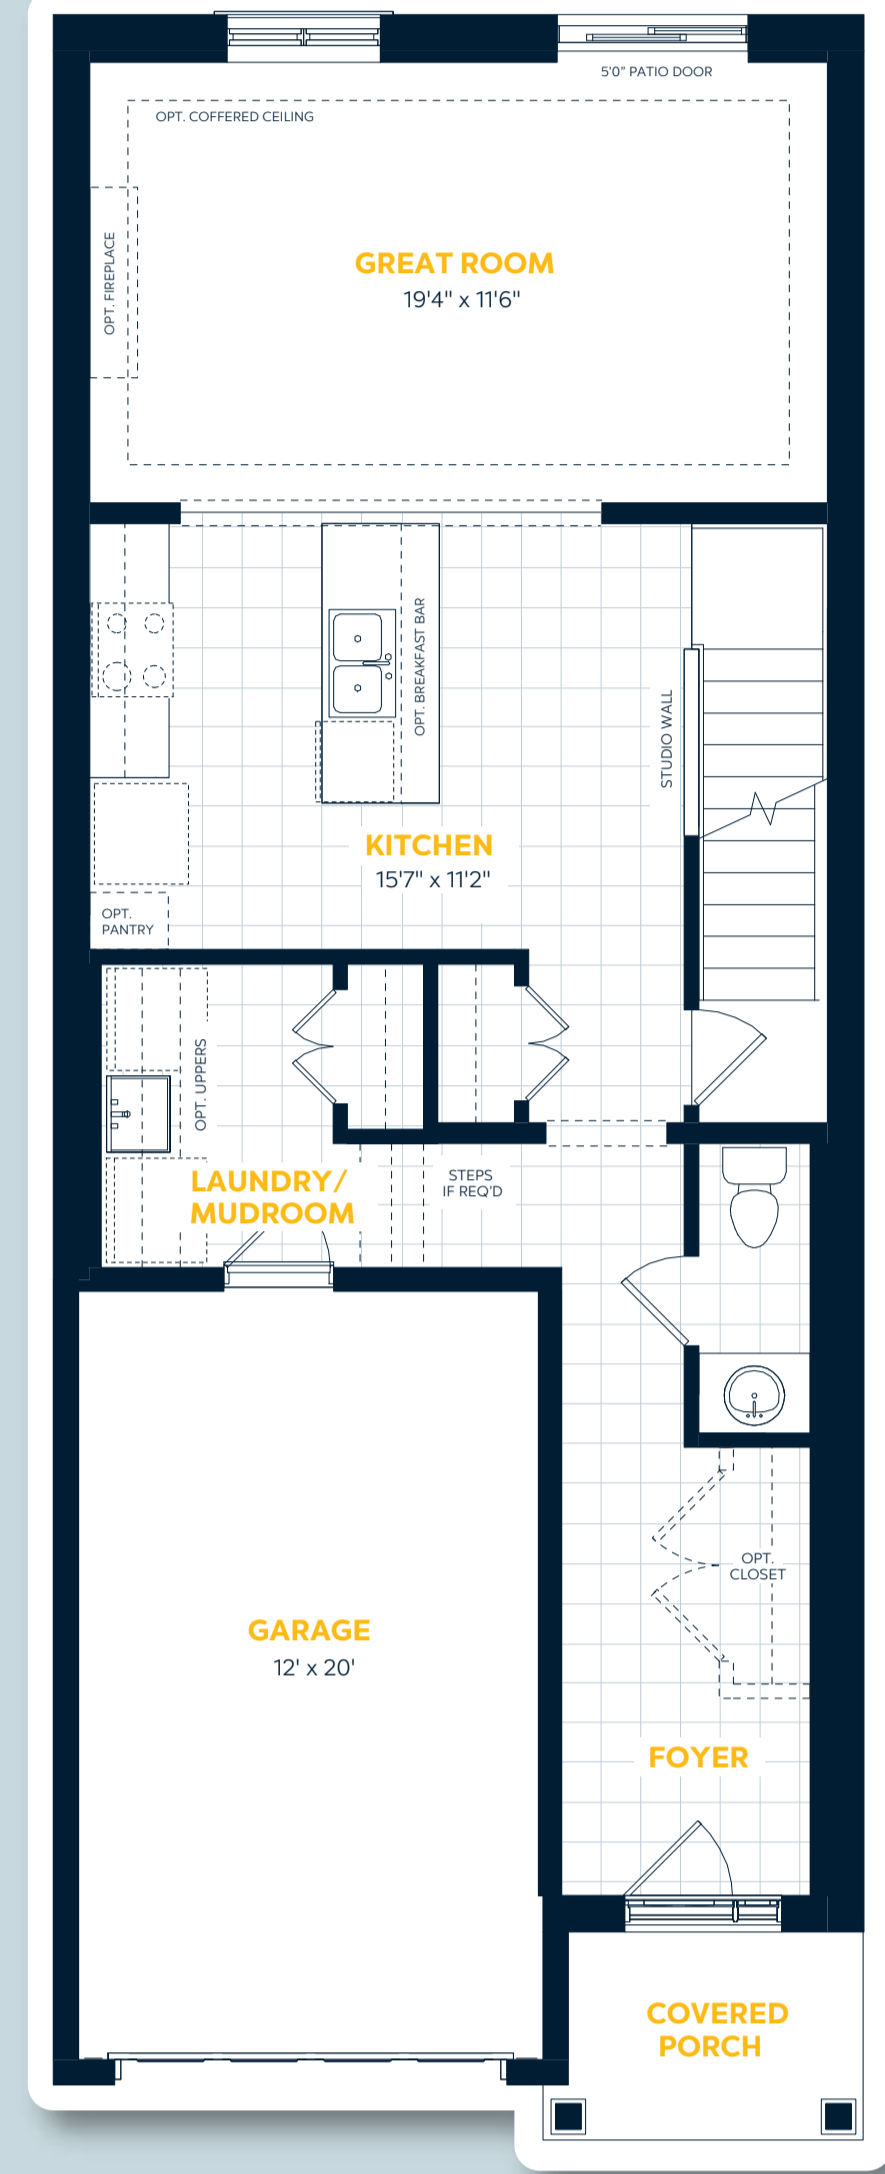 5'0" PATIO DOOR
OPT. COFFERED CEILING
OPT. FIREPLACE
GREAT ROOM
19'4" x 11'6"
OPT. BREAKFAST BAR
STUDIO WALL
KITCHEN
15'7" x 11'2"
OPT.
PANTRY
OPT. UPPERS
LAUNDRY/
MUDROOM
STEPS
IF REQ'D
OPT.
CLOSET
GARAGE
12' x 20'
FOYER
COVERED
PORCH